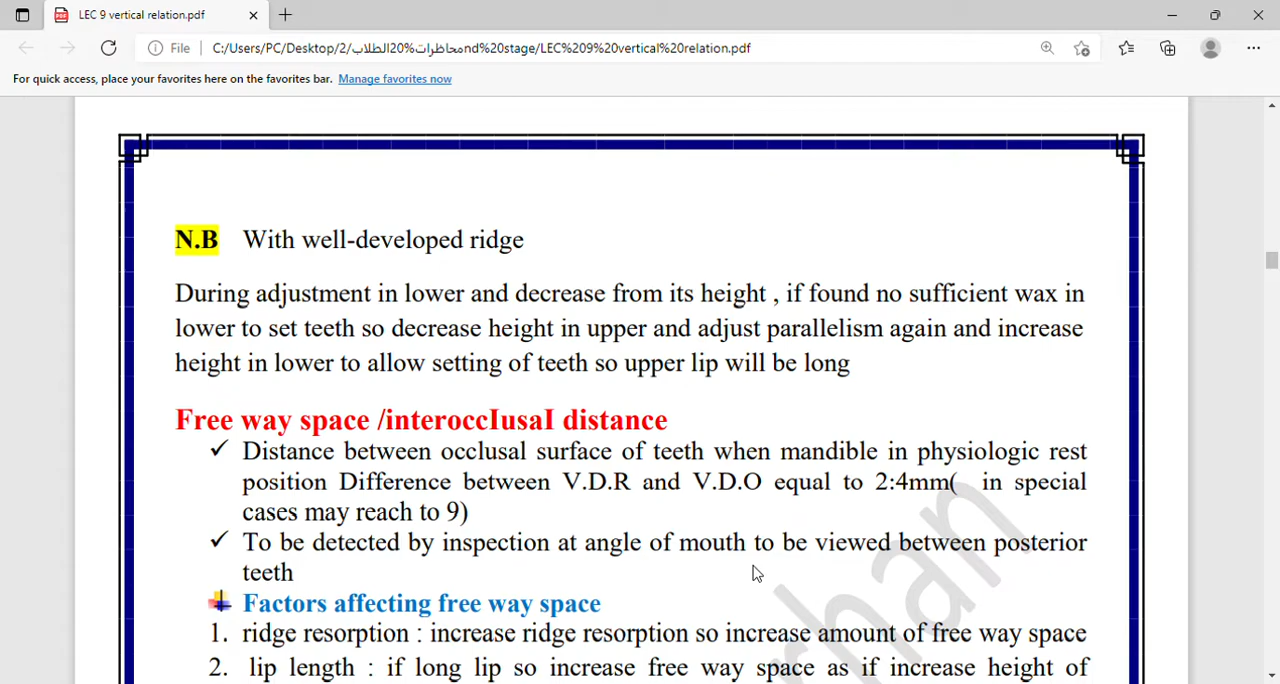 LEC 9 vertical relation.pdf
File C:/Users/PC/Desktop/2/محاظرات%20الطلاب%20nd%20stage/LEC%209%20vertical%20relation.pdf
For quick access, place your favorites here on the favorites bar. Manage favorites now
N.B With well-developed ridge
During adjustment in lower and decrease from its height , if found no sufficient wax in
lower to set teeth so decrease height in upper and adjust parallelism again and increase
height in lower to allow setting of teeth so upper lip will be long
Free way space /interoccIusaI distance
✓ Distance between occlusal surface of teeth when mandible in physiologic rest
position Difference between V.D.R and V.D.O equal to 2:4mm( in special
cases may reach to 9)
✓ To be detected by inspection at angle of mouth to be viewed between posterior
teeth
Factors affecting free way space
1. ridge resorption : increase ridge resorption so increase amount of free way space
2. lip length : if long lip so increase free way space as if increase height of